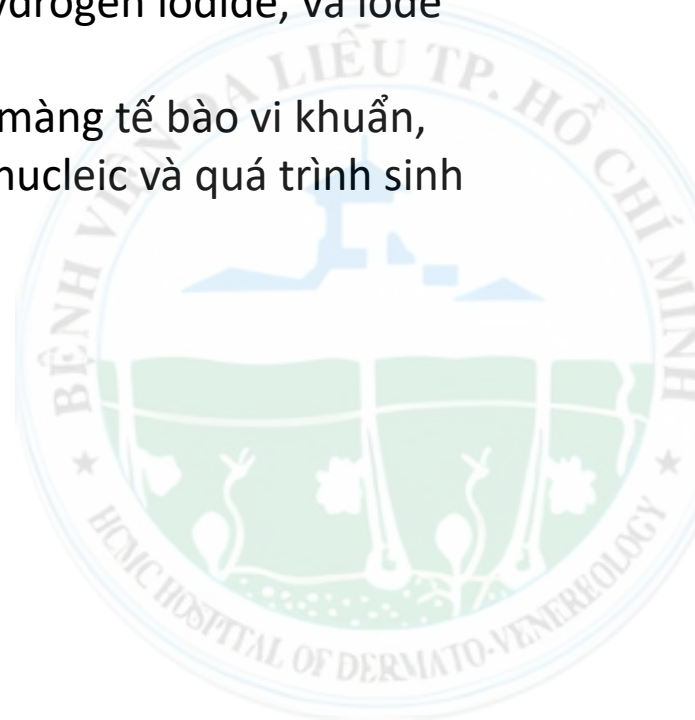 ydrogen iodide, và iode
màng tế bào vi khuẩn,
nucleic và quá trình sinh
BỆNH VIỆN DA LIỄU TP. HỒ CHÍ MINH
HCMC HOSPITAL OF DERMATO-VENEREOLOGY